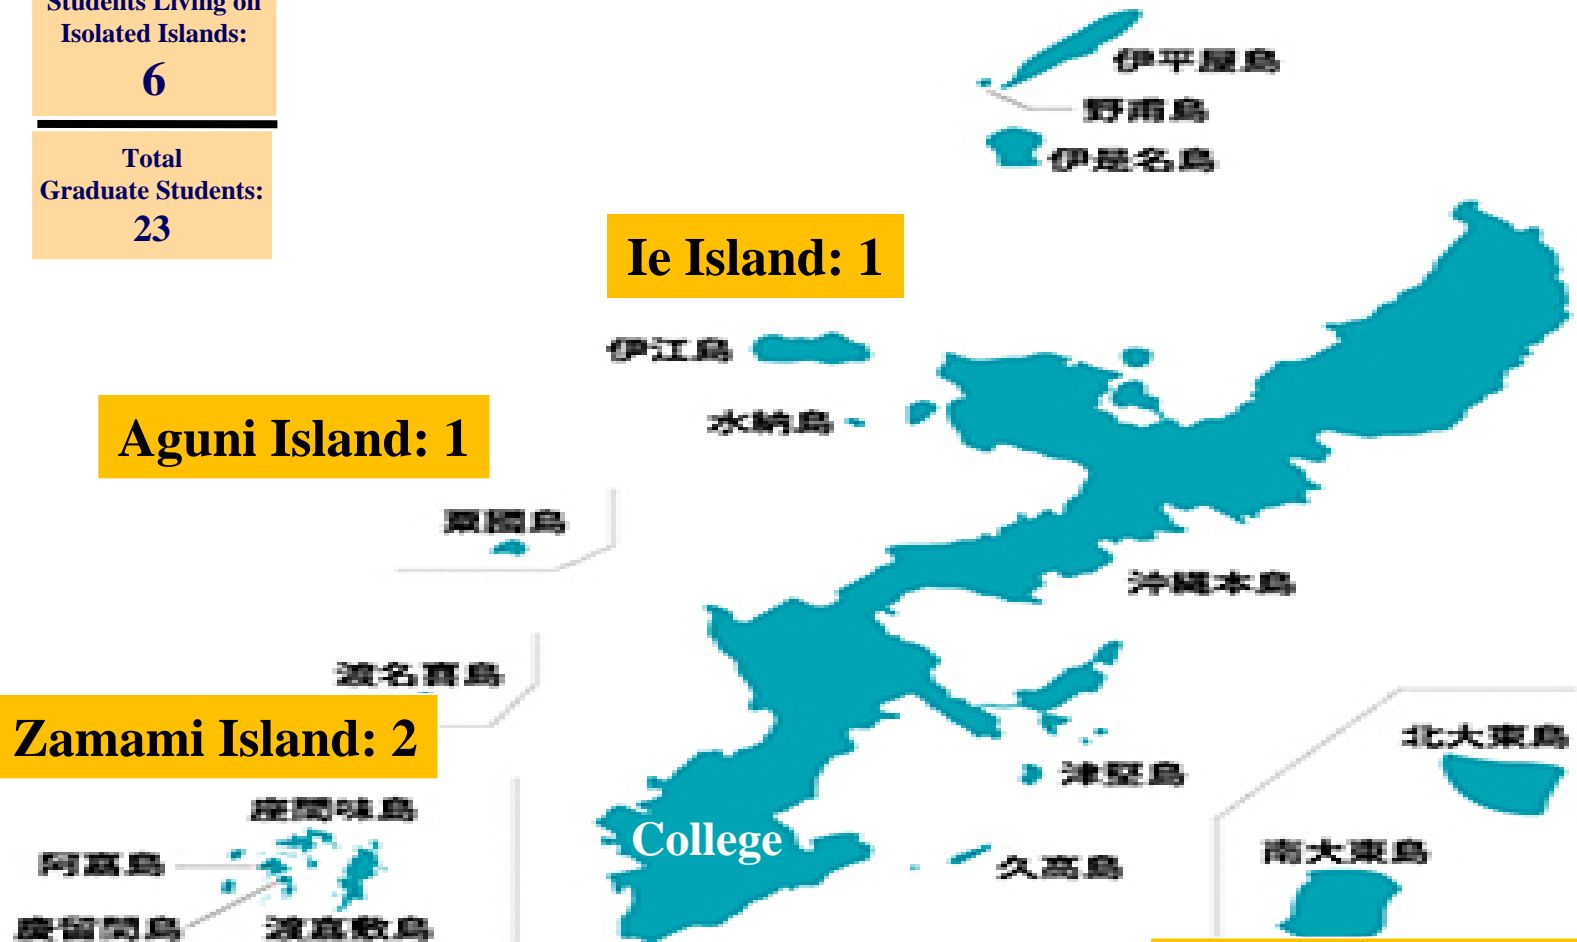 Students Living on
Isolated Islands:
6
Total
Graduate Students:
23
伊平屋島
野甫島
伊是名島
Ie Island: 1
伊江島
水納島
Aguni Island: 1
粟國島
沖縄本島
渡名喜島
Zamami Island: 2
北大東島
津堅島
座間味島
College
阿嘉島
久高島
南大東島
慶留間島
渡嘉敷島